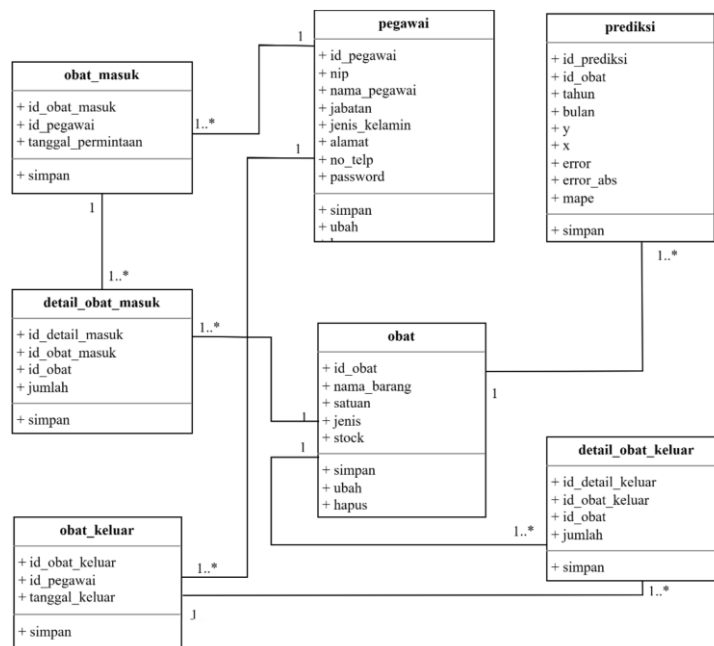 pegawai
+ id_pegawai
+ nip
+ nama_pegawai
+ jabatan
+ jenis_kelamin
+ alamat
+ no_telp
+ password
+ simpan
+ ubah
prediksi
+ id_prediksi
+ id_obat
+ tahun
+ bulan
+ y
+ x
+ error
+ error_abs
+ mape
+ simpan
obat_masuk
+ id_obat_masuk
+ id_pegawai
+ tanggal_permintaan
+ simpan
1
1..*
1
1
1..*
1..*
detail_obat_masuk
+ id_detail_masuk
+ id_obat_masuk
+ id_obat
+ jumlah
+ simpan
1..*
obat
+ id_obat
+ nama_barang
+ satuan
+ jenis
+ stock
+ simpan
+ ubah
+ hapus
1
1
1
detail_obat_keluar
+ id_detail_keluar
+ id_obat_keluar
+ id_obat
+ jumlah
+ simpan
1..*
obat_keluar
+ id_obat_keluar
+ id_pegawai
+ tanggal_keluar
+ simpan
1..*
1..*